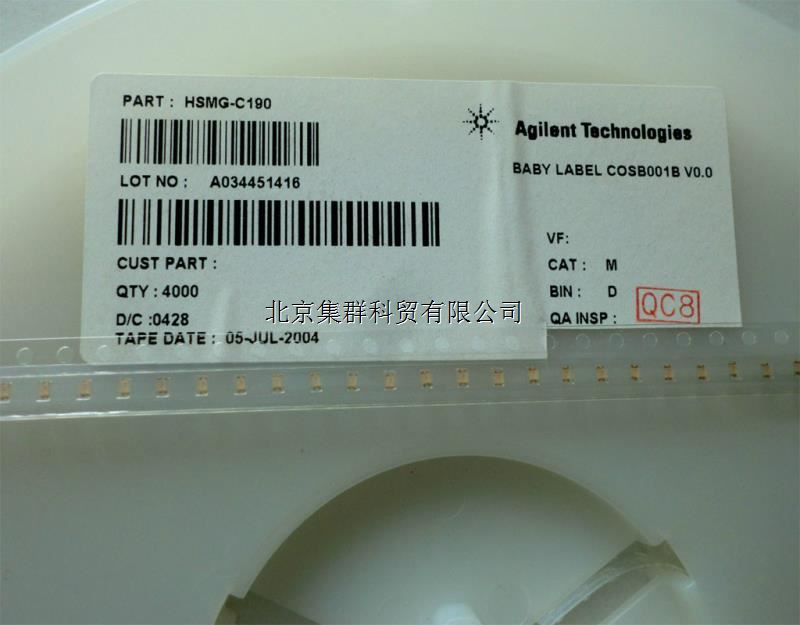 PART : HSMG-C190
Agilent Technologies
LOT NO : A034451416
BABY LABEL COSB001B V0.0
CUST PART :
VF:
QTY : 4000
CAT : M
D/C :0428
BIN : D
TAPE DATE : 05-JUL-2004
QA INSP :
QC8
北京集群科贸有限公司